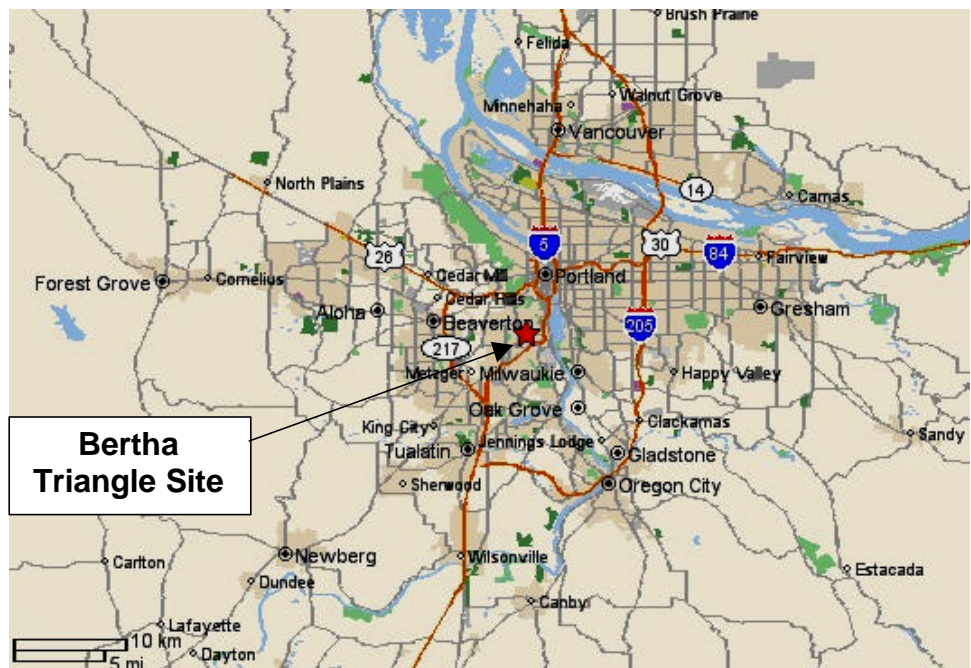 Brush Prairie
Felida
Walnut Grove
Minnehaha
Vancouver
14
Camas
North Plains
5
30
84
Fairview
26
Forest Grove
Cornelius
Cedar Mill
Portland
Cedar Hills
Aloha
Beaverton
205
Gresham
217
Metzger
Milwaukie
Happy Valley
Oak Grove
Bertha
Triangle Site
King City
Clackamas
Sandy
Tualatin
Jennings Lodge
Gladstone
Sherwood
Oregon City
Newberg
Wilsonville
Carlton
Estacada
Dundee
Canby
Lafayette
10 km
Dayton
5 mi